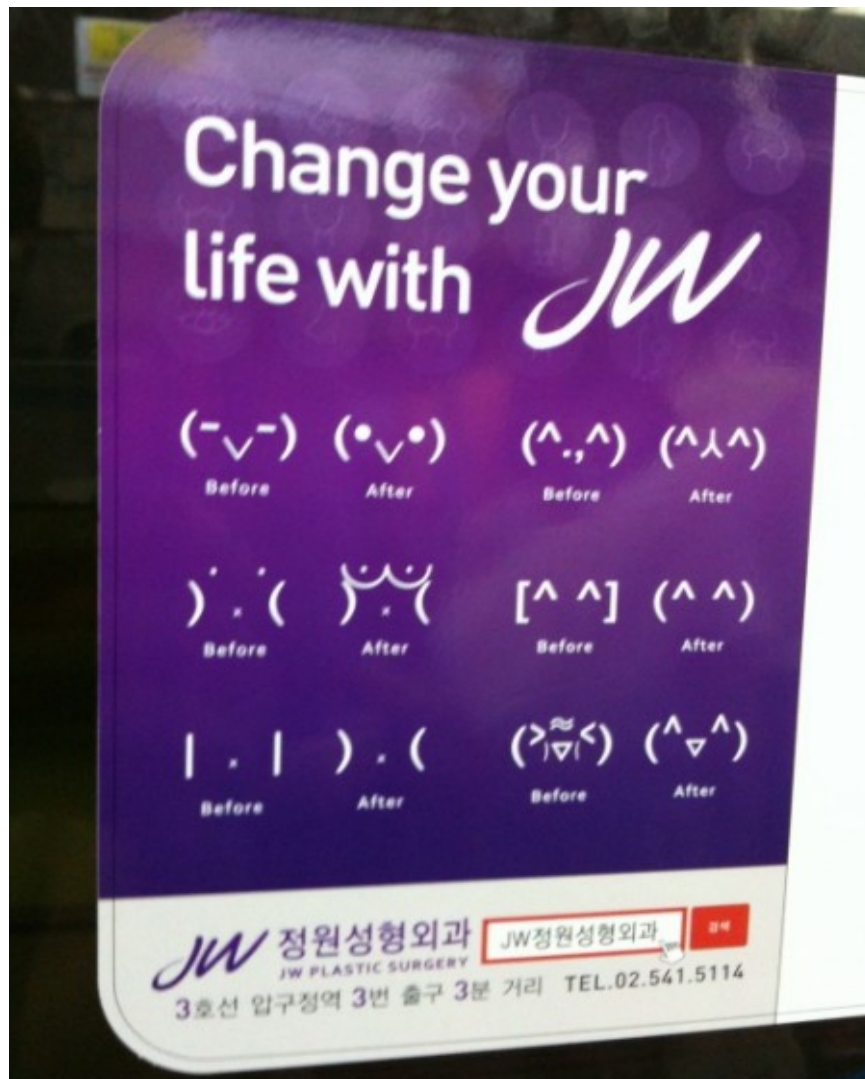 Change your
life with JW
(-⌵-) (•⌵•) (^.,^) (^人^)
Before After Before After
) ˙ . ˙ ( [^ ^] (^ ^)
Before After Before After
| . | ) . ( (^▿^)
Before After Before After
JW 정원성형외과 JW정원성형외과 검색
JW PLASTIC SURGERY
3호선 압구정역 3번 출구 3분 거리 TEL.02.541.5114